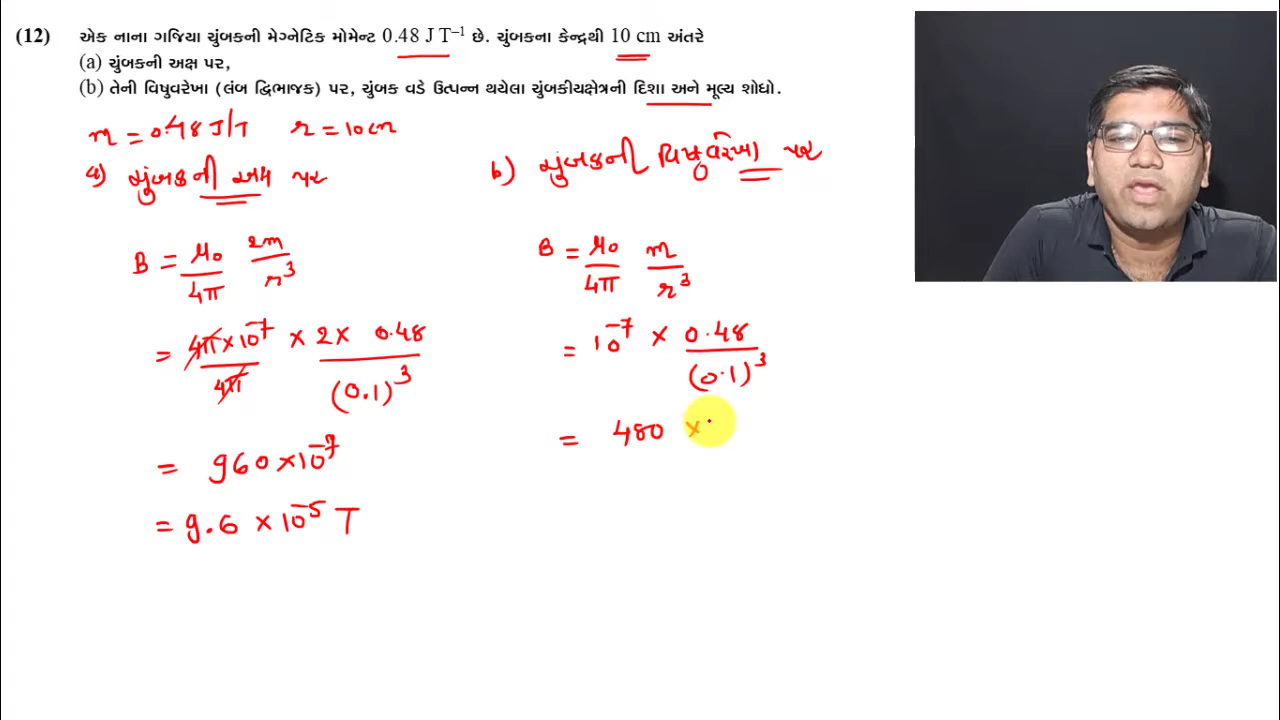 (12) એક નાના ગજિયા ચુંબકની મેગ્નેટિક મોમેન્ટ 0.48 J T⁻¹ છે. ચુંબકના કેન્દ્રથી 10 cm અંતરે
(a) ચુંબકની અક્ષ પર,
(b) તેની વિષુવરેખા (લંબ દ્વિભાજક) પર, ચુંબક વડે ઉત્પન્ન થયેલા ચુંબકીયક્ષેત્રની દિશા અને મૂલ્ય શોધો.
m = 0.48 J/T r = 10 cm
a) ચુંબકની અક્ષ પર
B = μ₀/4π 2m/r³
= 4π×10⁻⁷/4π × 2 × 0.48/(0.1)³
= 960 × 10⁻⁷
= 9.6 × 10⁻⁵ T
b) ચુંબકની વિષુવરેખા પર
B = μ₀/4π m/r³
= 10⁻⁷ × 0.48/(0.1)³
= 480 ×